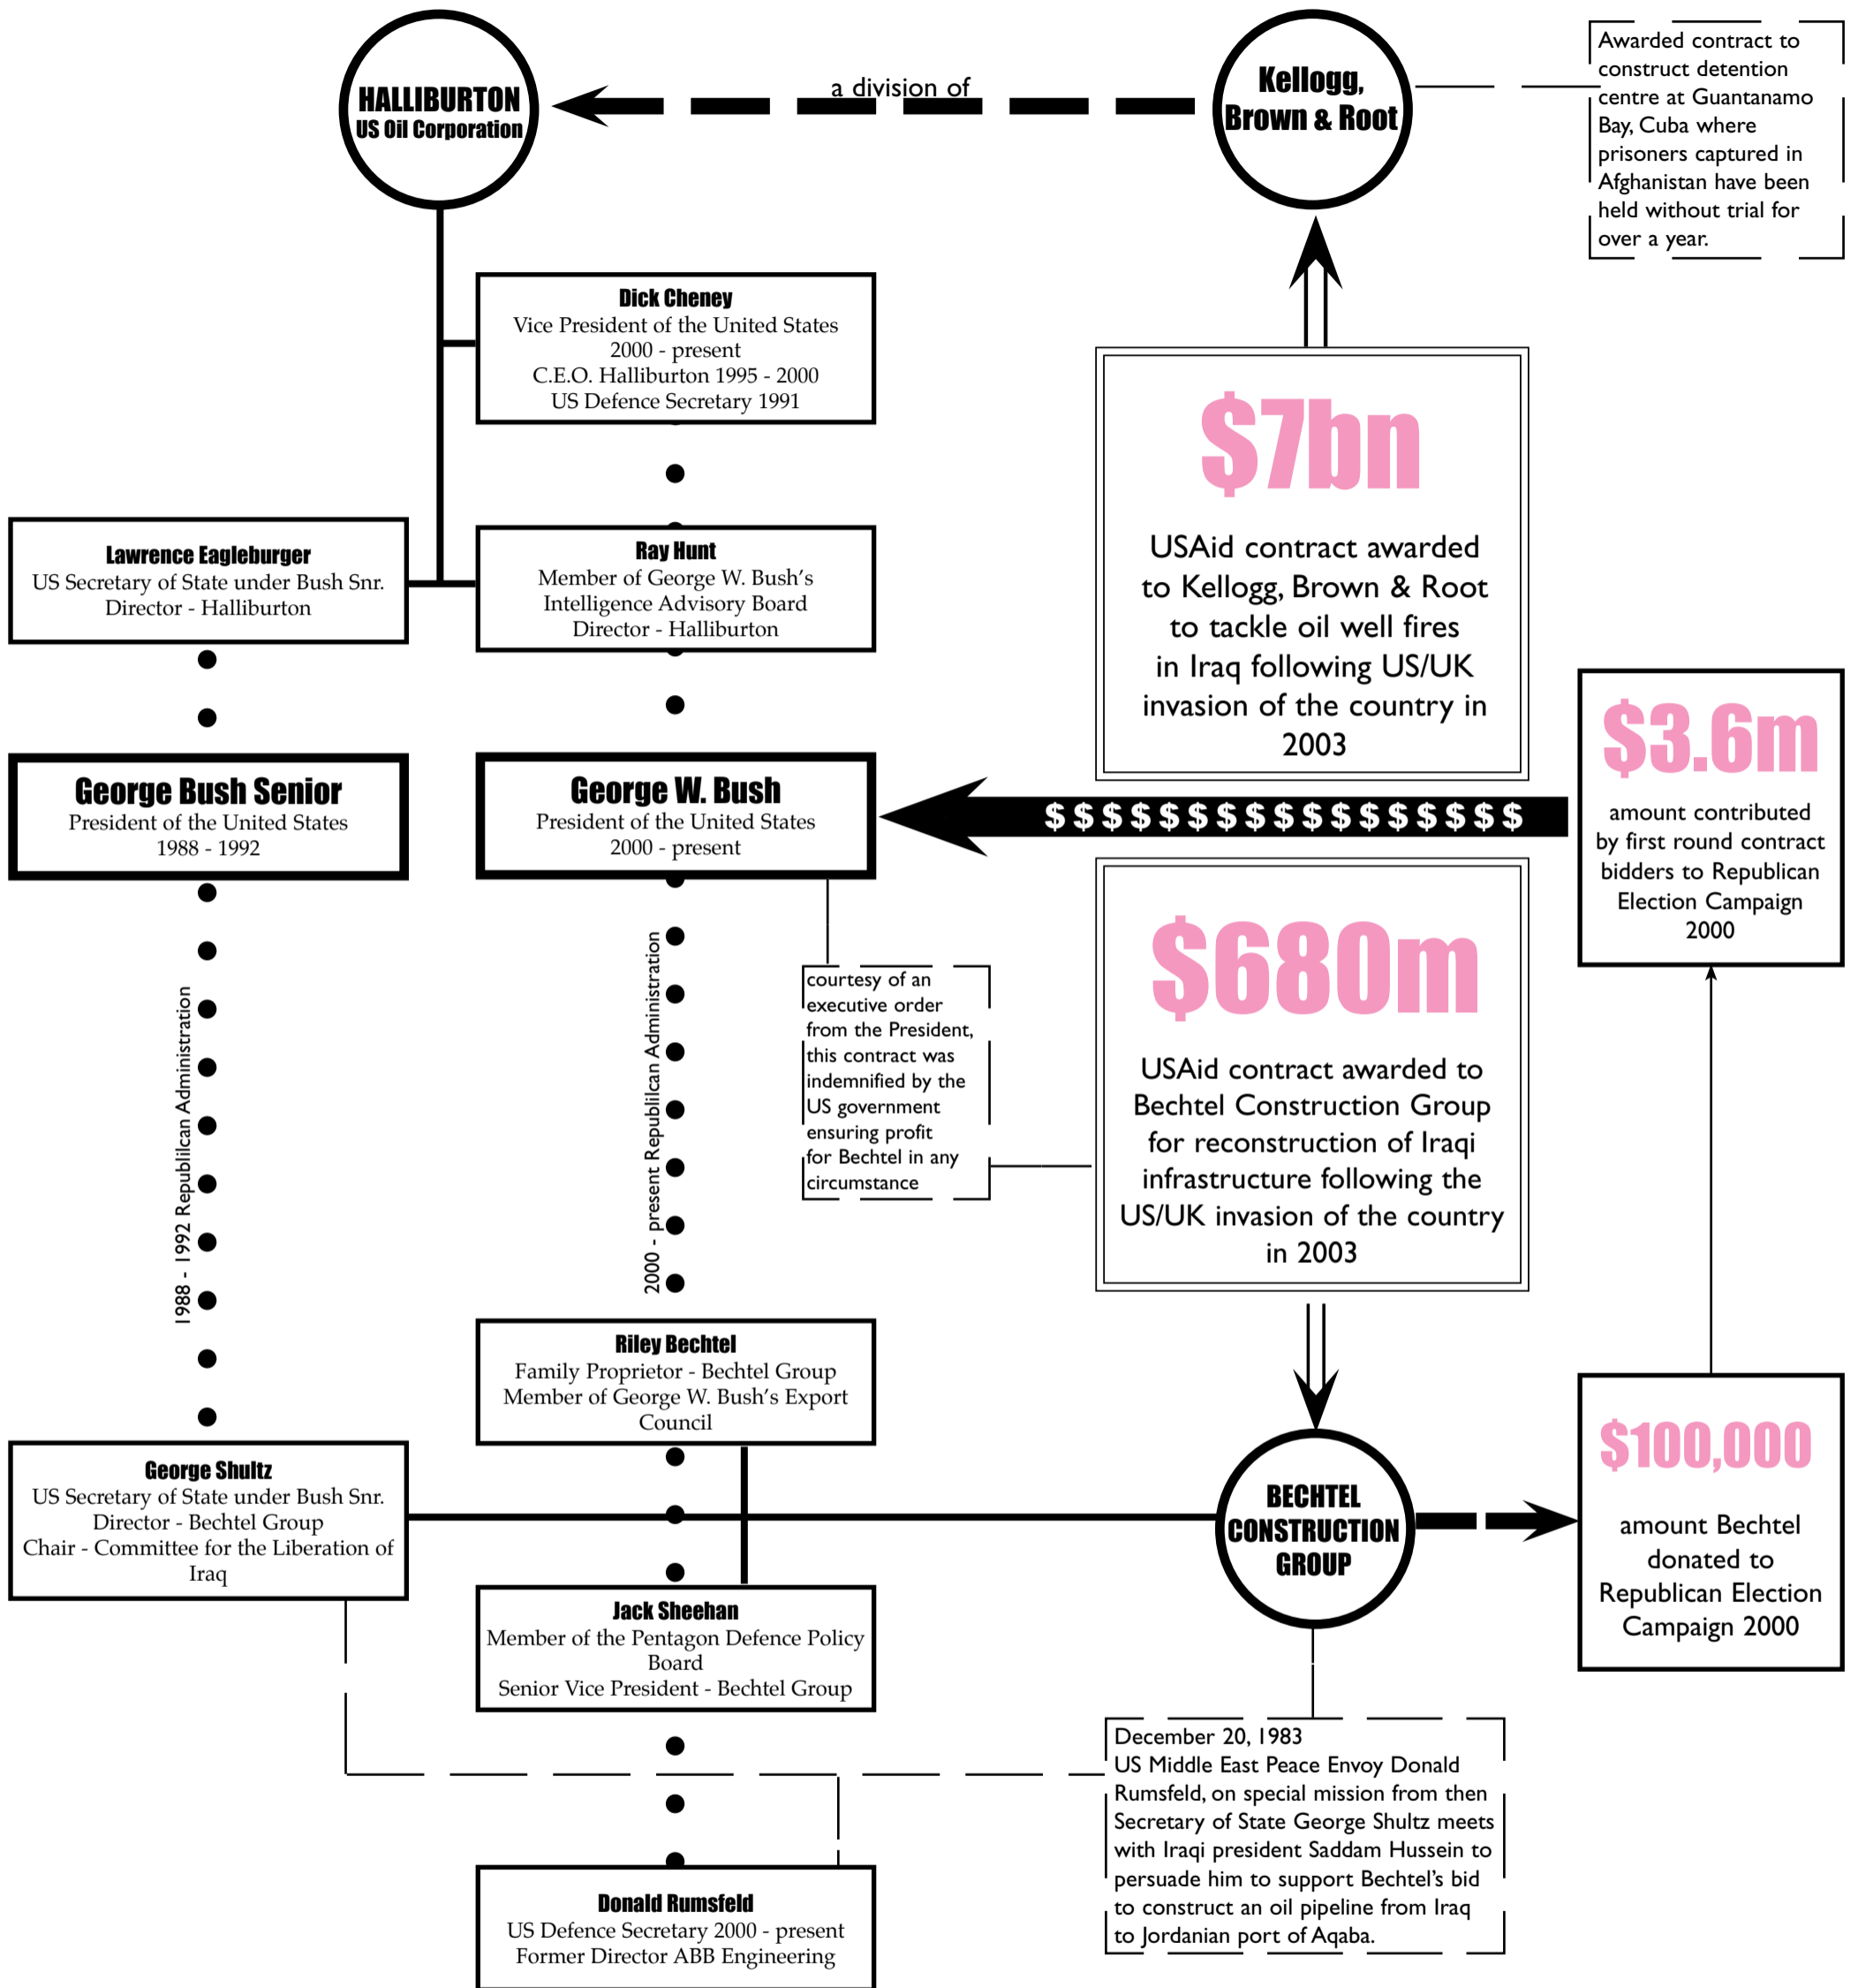 HALLIBURTON
US Oil Corporation
a division of
Kellogg,
Brown & Root
Awarded contract to
construct detention
centre at Guantanamo
Bay, Cuba where
prisoners captured in
Afghanistan have been
held without trial for
over a year.
Dick Cheney
Vice President of the United States
2000 - present
C.E.O. Halliburton 1995 - 2000
US Defence Secretary 1991
$7bn
USAid contract awarded
to Kellogg, Brown & Root
to tackle oil well fires
in Iraq following US/UK
invasion of the country in
2003
Lawrence Eagleburger
US Secretary of State under Bush Snr.
Director - Halliburton
Ray Hunt
Member of George W. Bush's
Intelligence Advisory Board
Director - Halliburton
$3.6m
amount contributed
by first round contract
bidders to Republican
Election Campaign
2000
George Bush Senior
President of the United States
1988 - 1992
George W. Bush
President of the United States
2000 - present
$ $ $ $ $ $ $ $ $ $ $ $ $ $ $ $ $
1988 - 1992 Republilcan Administration
2000 - present Republilcan Administration
courtesy of an
executive order
from the President,
this contract was
indemnified by the
US government
ensuring profit
for Bechtel in any
circumstance
$680m
USAid contract awarded to
Bechtel Construction Group
for reconstruction of Iraqi
infrastructure following the
US/UK invasion of the country
in 2003
Riley Bechtel
Family Proprietor - Bechtel Group
Member of George W. Bush's Export
Council
George Shultz
US Secretary of State under Bush Snr.
Director - Bechtel Group
Chair - Committee for the Liberation of
Iraq
BECHTEL
CONSTRUCTION
GROUP
$100,000
amount Bechtel
donated to
Republican Election
Campaign 2000
Jack Sheehan
Member of the Pentagon Defence Policy
Board
Senior Vice President - Bechtel Group
December 20, 1983
US Middle East Peace Envoy Donald
Rumsfeld, on special mission from then
Secretary of State George Shultz meets
with Iraqi president Saddam Hussein to
persuade him to support Bechtel's bid
to construct an oil pipeline from Iraq
to Jordanian port of Aqaba.
Donald Rumsfeld
US Defence Secretary 2000 - present
Former Director ABB Engineering